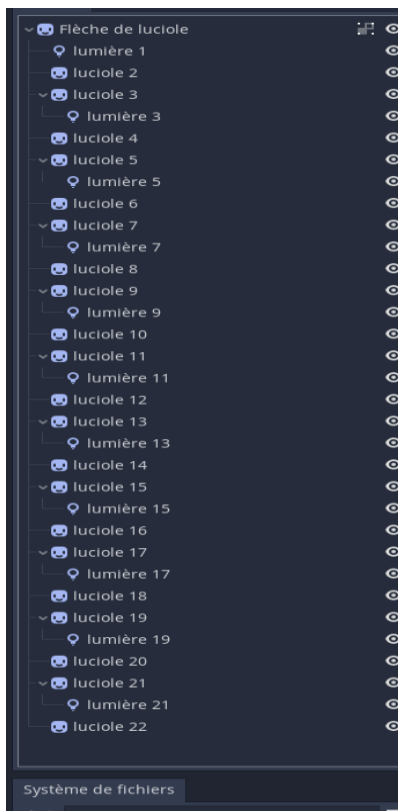 Flèche de luciole
lumière 1
luciole 2
luciole 3
lumière 3
luciole 4
luciole 5
lumière 5
luciole 6
luciole 7
lumière 7
luciole 8
luciole 9
lumière 9
luciole 10
luciole 11
lumière 11
luciole 12
luciole 13
lumière 13
luciole 14
luciole 15
lumière 15
luciole 16
luciole 17
lumière 17
luciole 18
luciole 19
lumière 19
luciole 20
luciole 21
lumière 21
luciole 22
Système de fichiers